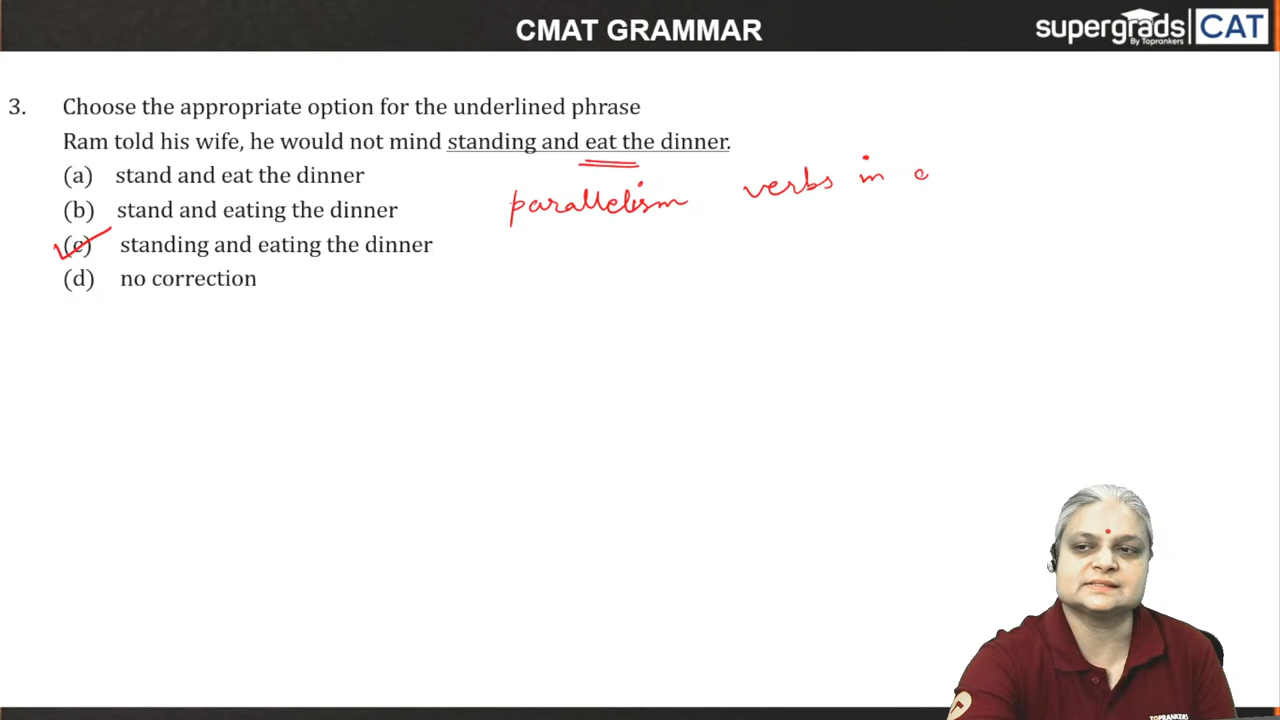 CMAT GRAMMAR
supergrads CAT
By Toprankers
3. Choose the appropriate option for the underlined phrase
Ram told his wife, he would not mind standing and eat the dinner.
(a) stand and eat the dinner
(b) stand and eating the dinner
(c) standing and eating the dinner
(d) no correction
parallelism verbs in
TOPRANKERS